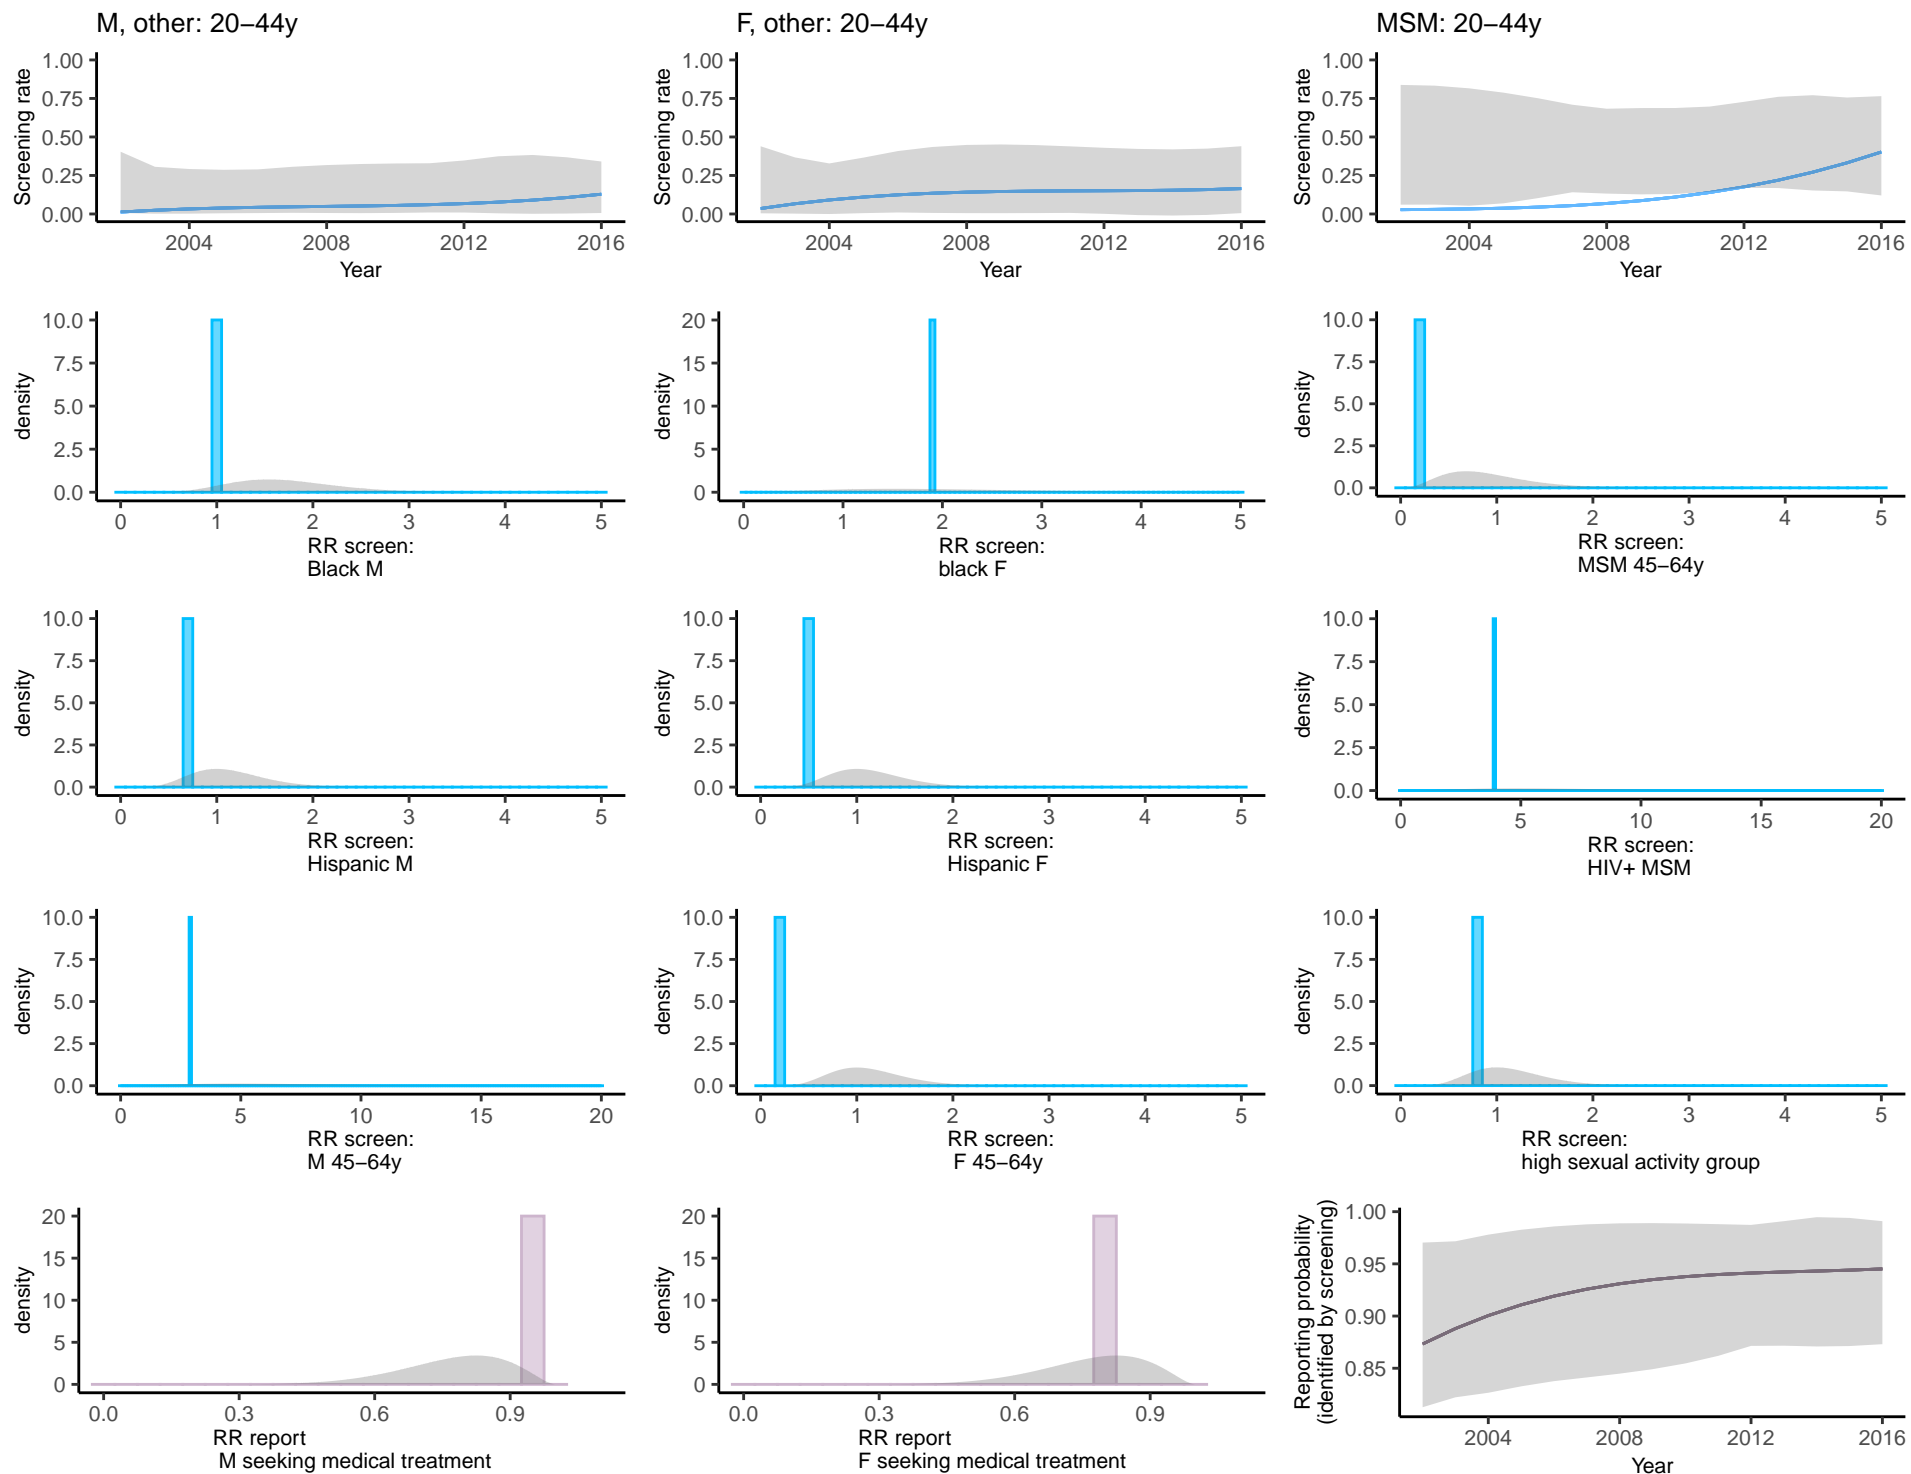 M, other: 20–44y
F, other: 20–44y
MSM: 20–44y
Screening rate
1.00
0.75
0.50
0.25
0.00
2004 2008 2012 2016
Year
Screening rate
1.00
0.75
0.50
0.25
0.00
2004 2008 2012 2016
Year
Screening rate
1.00
0.75
0.50
0.25
0.00
2004 2008 2012 2016
Year
density
10.0
7.5
5.0
2.5
0.0
0 1 2 3 4 5
RR screen:
Black M
density
20
15
10
5
0
0 1 2 3 4 5
RR screen:
black F
density
10.0
7.5
5.0
2.5
0.0
0 1 2 3 4 5
RR screen:
MSM 45–64y
density
10.0
7.5
5.0
2.5
0.0
0 1 2 3 4 5
RR screen:
Hispanic M
density
10.0
7.5
5.0
2.5
0.0
0 1 2 3 4 5
RR screen:
Hispanic F
density
10.0
7.5
5.0
2.5
0.0
0 5 10 15 20
RR screen:
HIV+ MSM
density
10.0
7.5
5.0
2.5
0.0
0 5 10 15 20
RR screen:
M 45–64y
density
10.0
7.5
5.0
2.5
0.0
0 1 2 3 4 5
RR screen:
F 45–64y
density
10.0
7.5
5.0
2.5
0.0
0 1 2 3 4 5
RR screen:
high sexual activity group
density
20
15
10
5
0
0.0 0.3 0.6 0.9
RR report
M seeking medical treatment
density
20
15
10
5
0
0.0 0.3 0.6 0.9
RR report
F seeking medical treatment
Reporting probability
(identified by screening)
1.00
0.95
0.90
0.85
2004 2008 2012 2016
Year